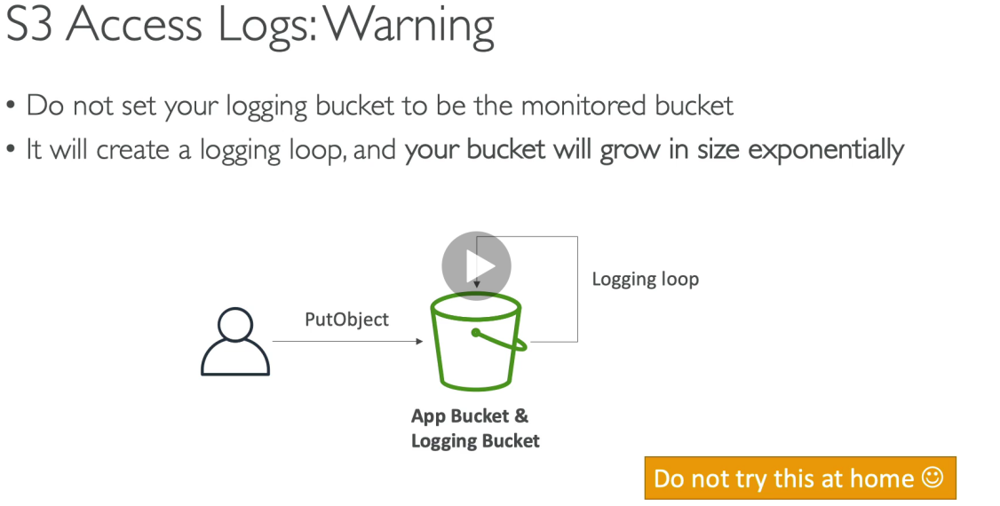 S3 Access Logs: Warning
• Do not set your logging bucket to be the monitored bucket
• It will create a logging loop, and your bucket will grow in size exponentially
Logging loop
PutObject
App Bucket &
Logging Bucket
Do not try this at home ☺